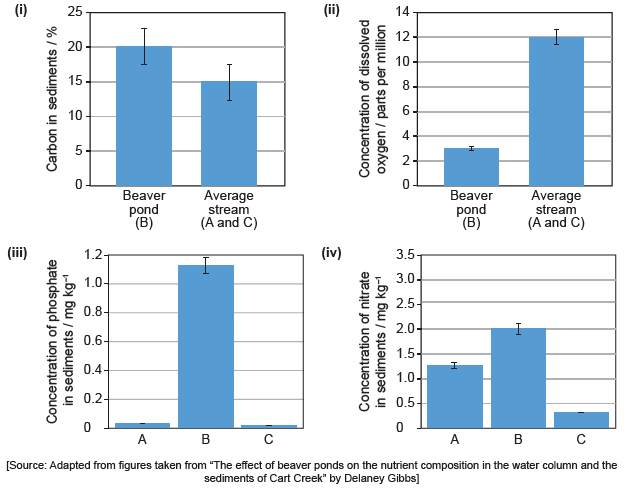 (i)
Carbon in sediments / %
25
20
15
10
5
0
Beaver
pond
(B)
Average
stream
(A and C)
(ii)
Concentration of dissolved
oxygen / parts per million
14
12
10
8
6
4
2
0
Beaver
pond
(B)
Average
stream
(A and C)
(iii)
Concentration of phosphate
in sediments / mg kg⁻¹
1.2
1.0
0.8
0.6
0.4
0.2
0
A B C
(iv)
Concentration of nitrate
in sediments / mg kg⁻¹
3.5
3.0
2.5
2.0
1.5
1.0
0.5
0
A B C
[Source: Adapted from figures taken from “The effect of beaver ponds on the nutrient composition in the water column and the
sediments of Cart Creek” by Delaney Gibbs]